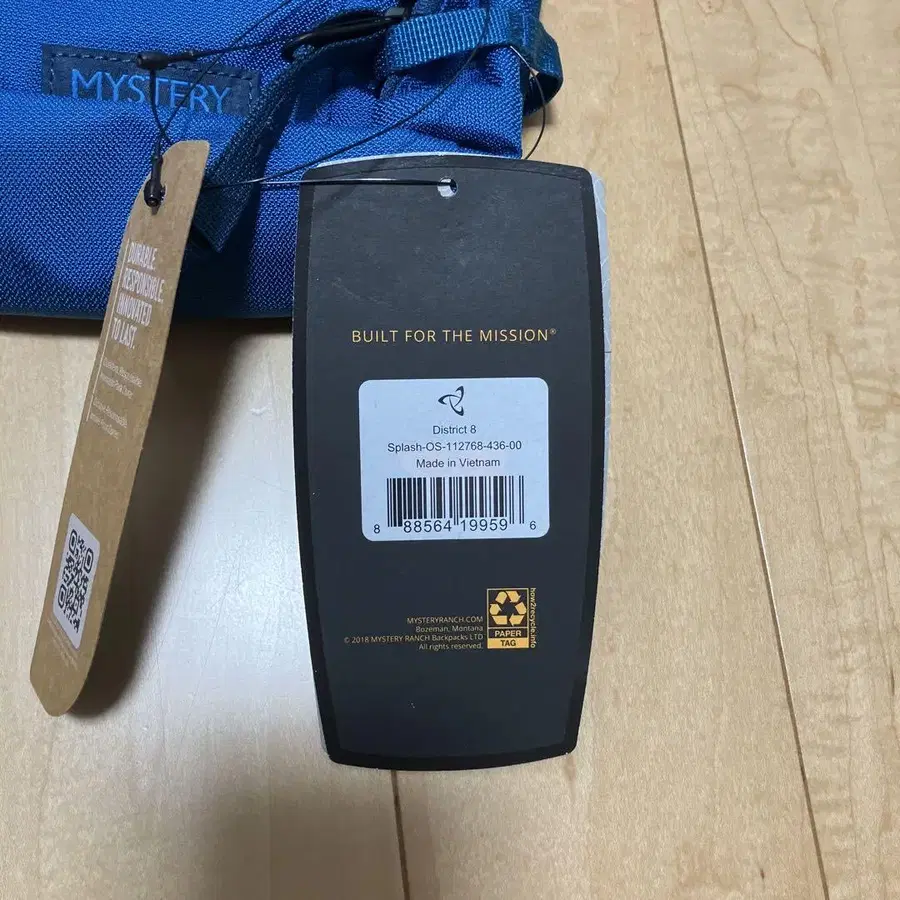 MYSTERY
DURABLE.
RESPONSIBLE.
INNOVATED
TO LAST.
BUILT FOR THE MISSION®
District 8
Splash-OS-112768-436-00
Made in Vietnam
8 88564 19959 6
MYSTERYRANCH.COM
Bozeman, Montana
© 2018 MYSTERY RANCH Backpacks LTD
All rights reserved.
how2recycle.info
PAPER
TAG